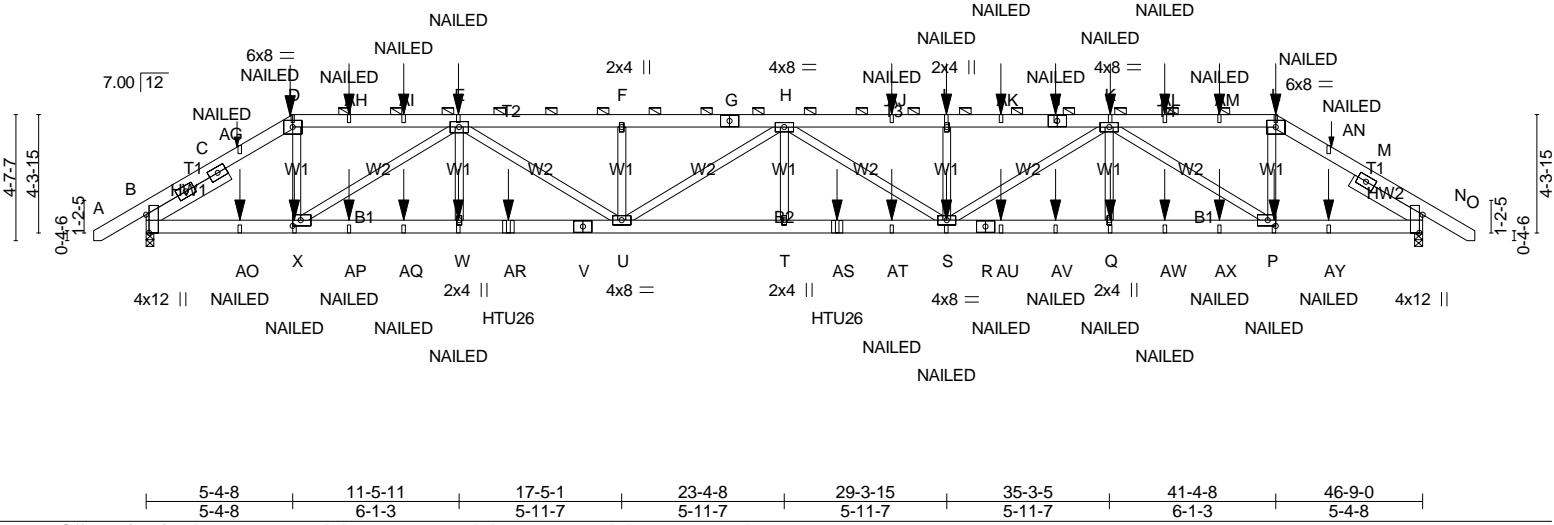 NAILED NAILED
NAILED
NAILED NAILED
NAILED 6x8 = 2x4 || 4x8 = 2x4 || 4x8 = NAILED
7.00 12 NAILED NAILED NAILED NAILED 6x8 =
D E F G H K
NAILED AH AI T2 AK AM NAILED
AG AN
C M
T1 W1 W2 W2 W1 W2 W1 W2 W1 W2 W2 W1 T1
B HW2
A N O
B1 B2 B1
4-7-7 4-3-15 1-2-5 0-4-6
4-3-15 1-2-5 0-4-6
X W U T S Q P
AO AP AQ AR V AS AT R AU AV AW AX AY
4x12 || NAILED NAILED 2x4 || 4x8 = 2x4 || 4x8 = NAILED 2x4 || NAILED NAILED 4x12 ||
HTU26 HTU26
NAILED NAILED NAILED NAILED NAILED
NAILED NAILED NAILED
NAILED
5-4-8 11-5-11 17-5-1 23-4-8 29-3-15 35-3-5 41-4-8 46-9-0
5-4-8 6-1-3 5-11-7 5-11-7 5-11-7 5-11-7 6-1-3 5-4-8